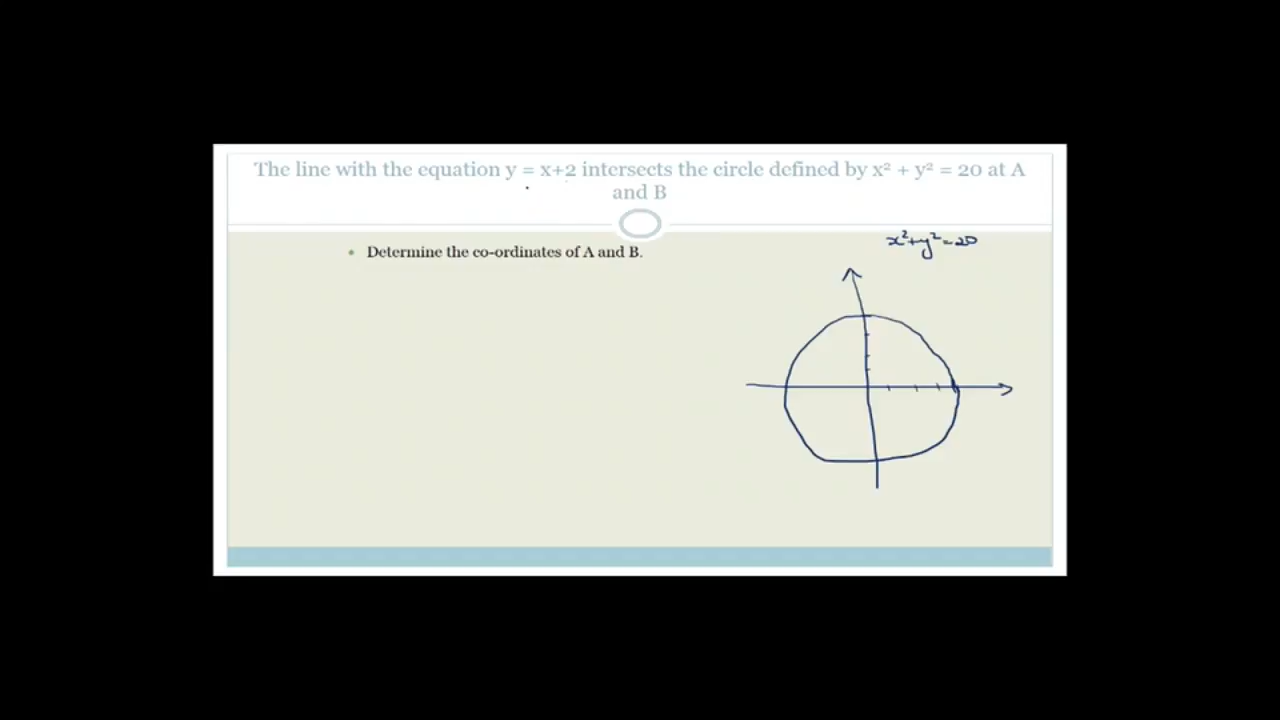 The line with the equation y = x+2 intersects the circle defined by x² + y² = 20 at A
and B
• Determine the co-ordinates of A and B.
x²+y²=20